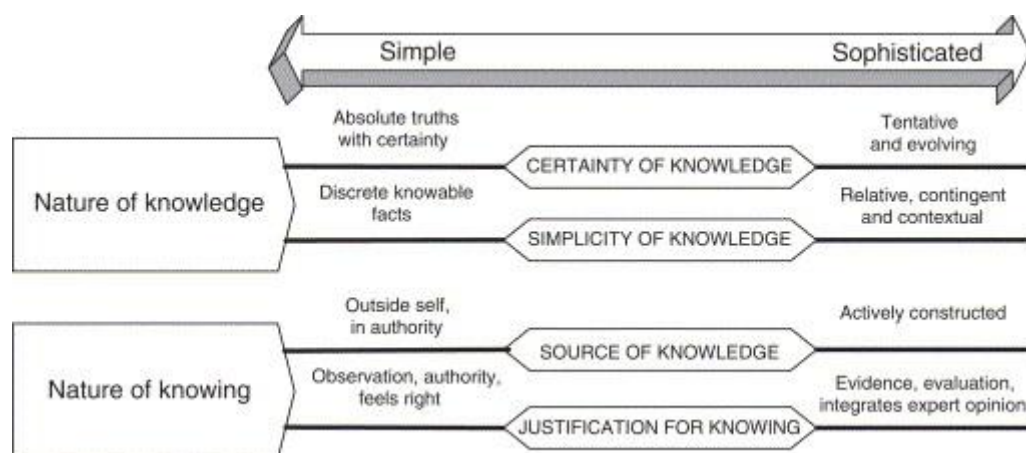 Simple
Sophisticated
Absolute truths
with certainty
CERTAINTY OF KNOWLEDGE
Tentative
and evolving
Nature of knowledge
Discrete knowable
facts
SIMPLICITY OF KNOWLEDGE
Relative, contingent
and contextual
Outside self,
in authority
SOURCE OF KNOWLEDGE
Actively constructed
Nature of knowing
Observation, authority,
feels right
JUSTIFICATION FOR KNOWING
Evidence, evaluation,
integrates expert opinion